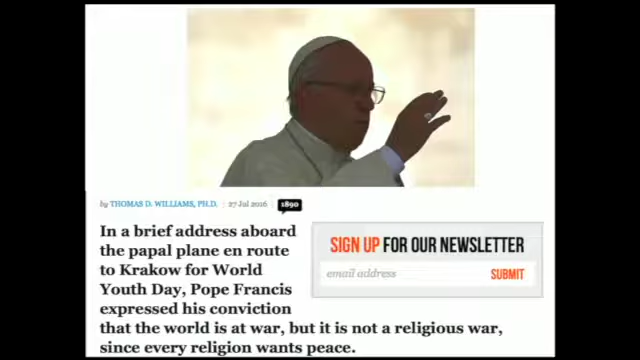 by THOMAS D. WILLIAMS, PH.D. | 27 Jul 2016 | 1890
In a brief address aboard
the papal plane en route
to Krakow for World
Youth Day, Pope Francis
expressed his conviction
that the world is at war, but it is not a religious war,
since every religion wants peace.
SIGN UP FOR OUR NEWSLETTER
email address SUBMIT